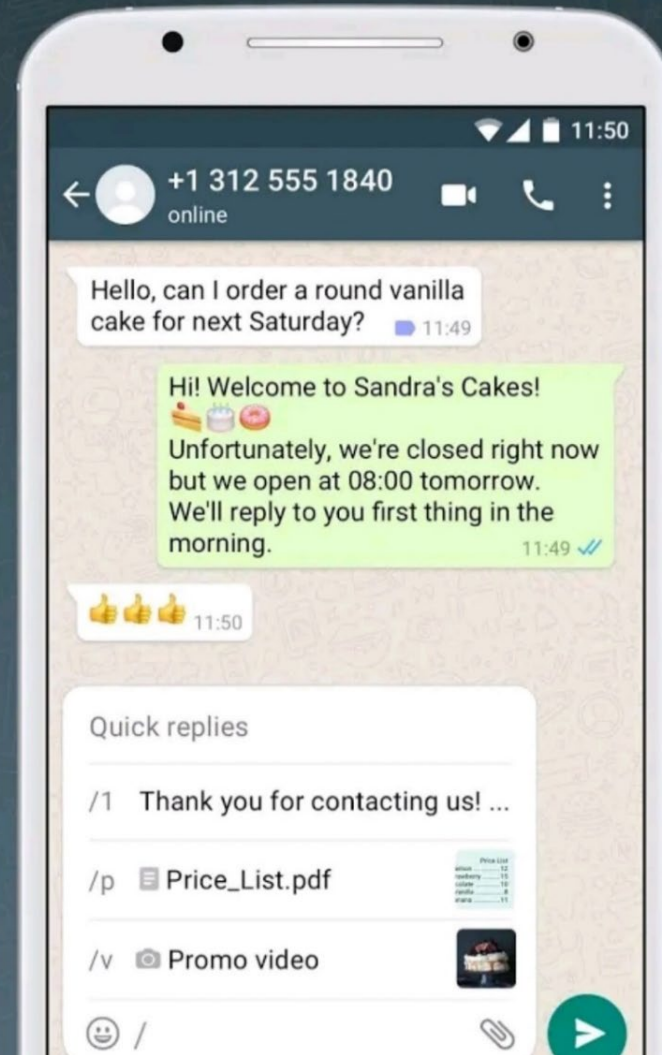 11:50
+1 312 555 1840
online
Hello, can I order a round vanilla
cake for next Saturday? 11:49
Hi! Welcome to Sandra's Cakes!
🍰🎂🍩
Unfortunately, we're closed right now
but we open at 08:00 tomorrow.
We'll reply to you first thing in the
morning. 11:49
👍👍👍 11:50
Quick replies
/1 Thank you for contacting us! ...
/p Price_List.pdf
Price List
/v Promo video
/